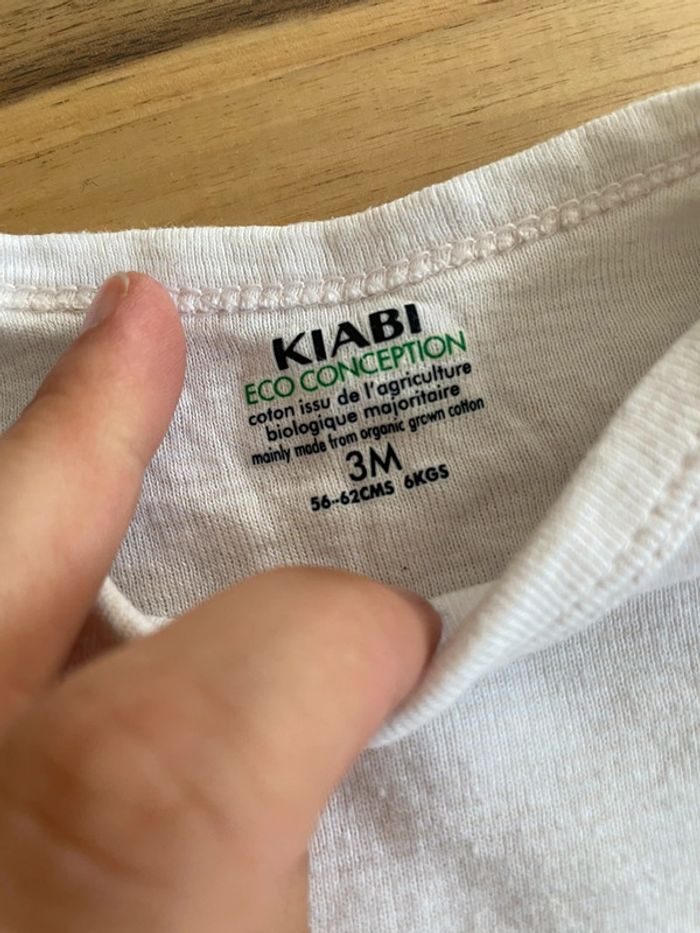 KIABI
ECO CONCEPTION
coton issu de l'agriculture
biologique majoritaire
mainly made from organic grown cotton
3M
56-62CMS 6KGS